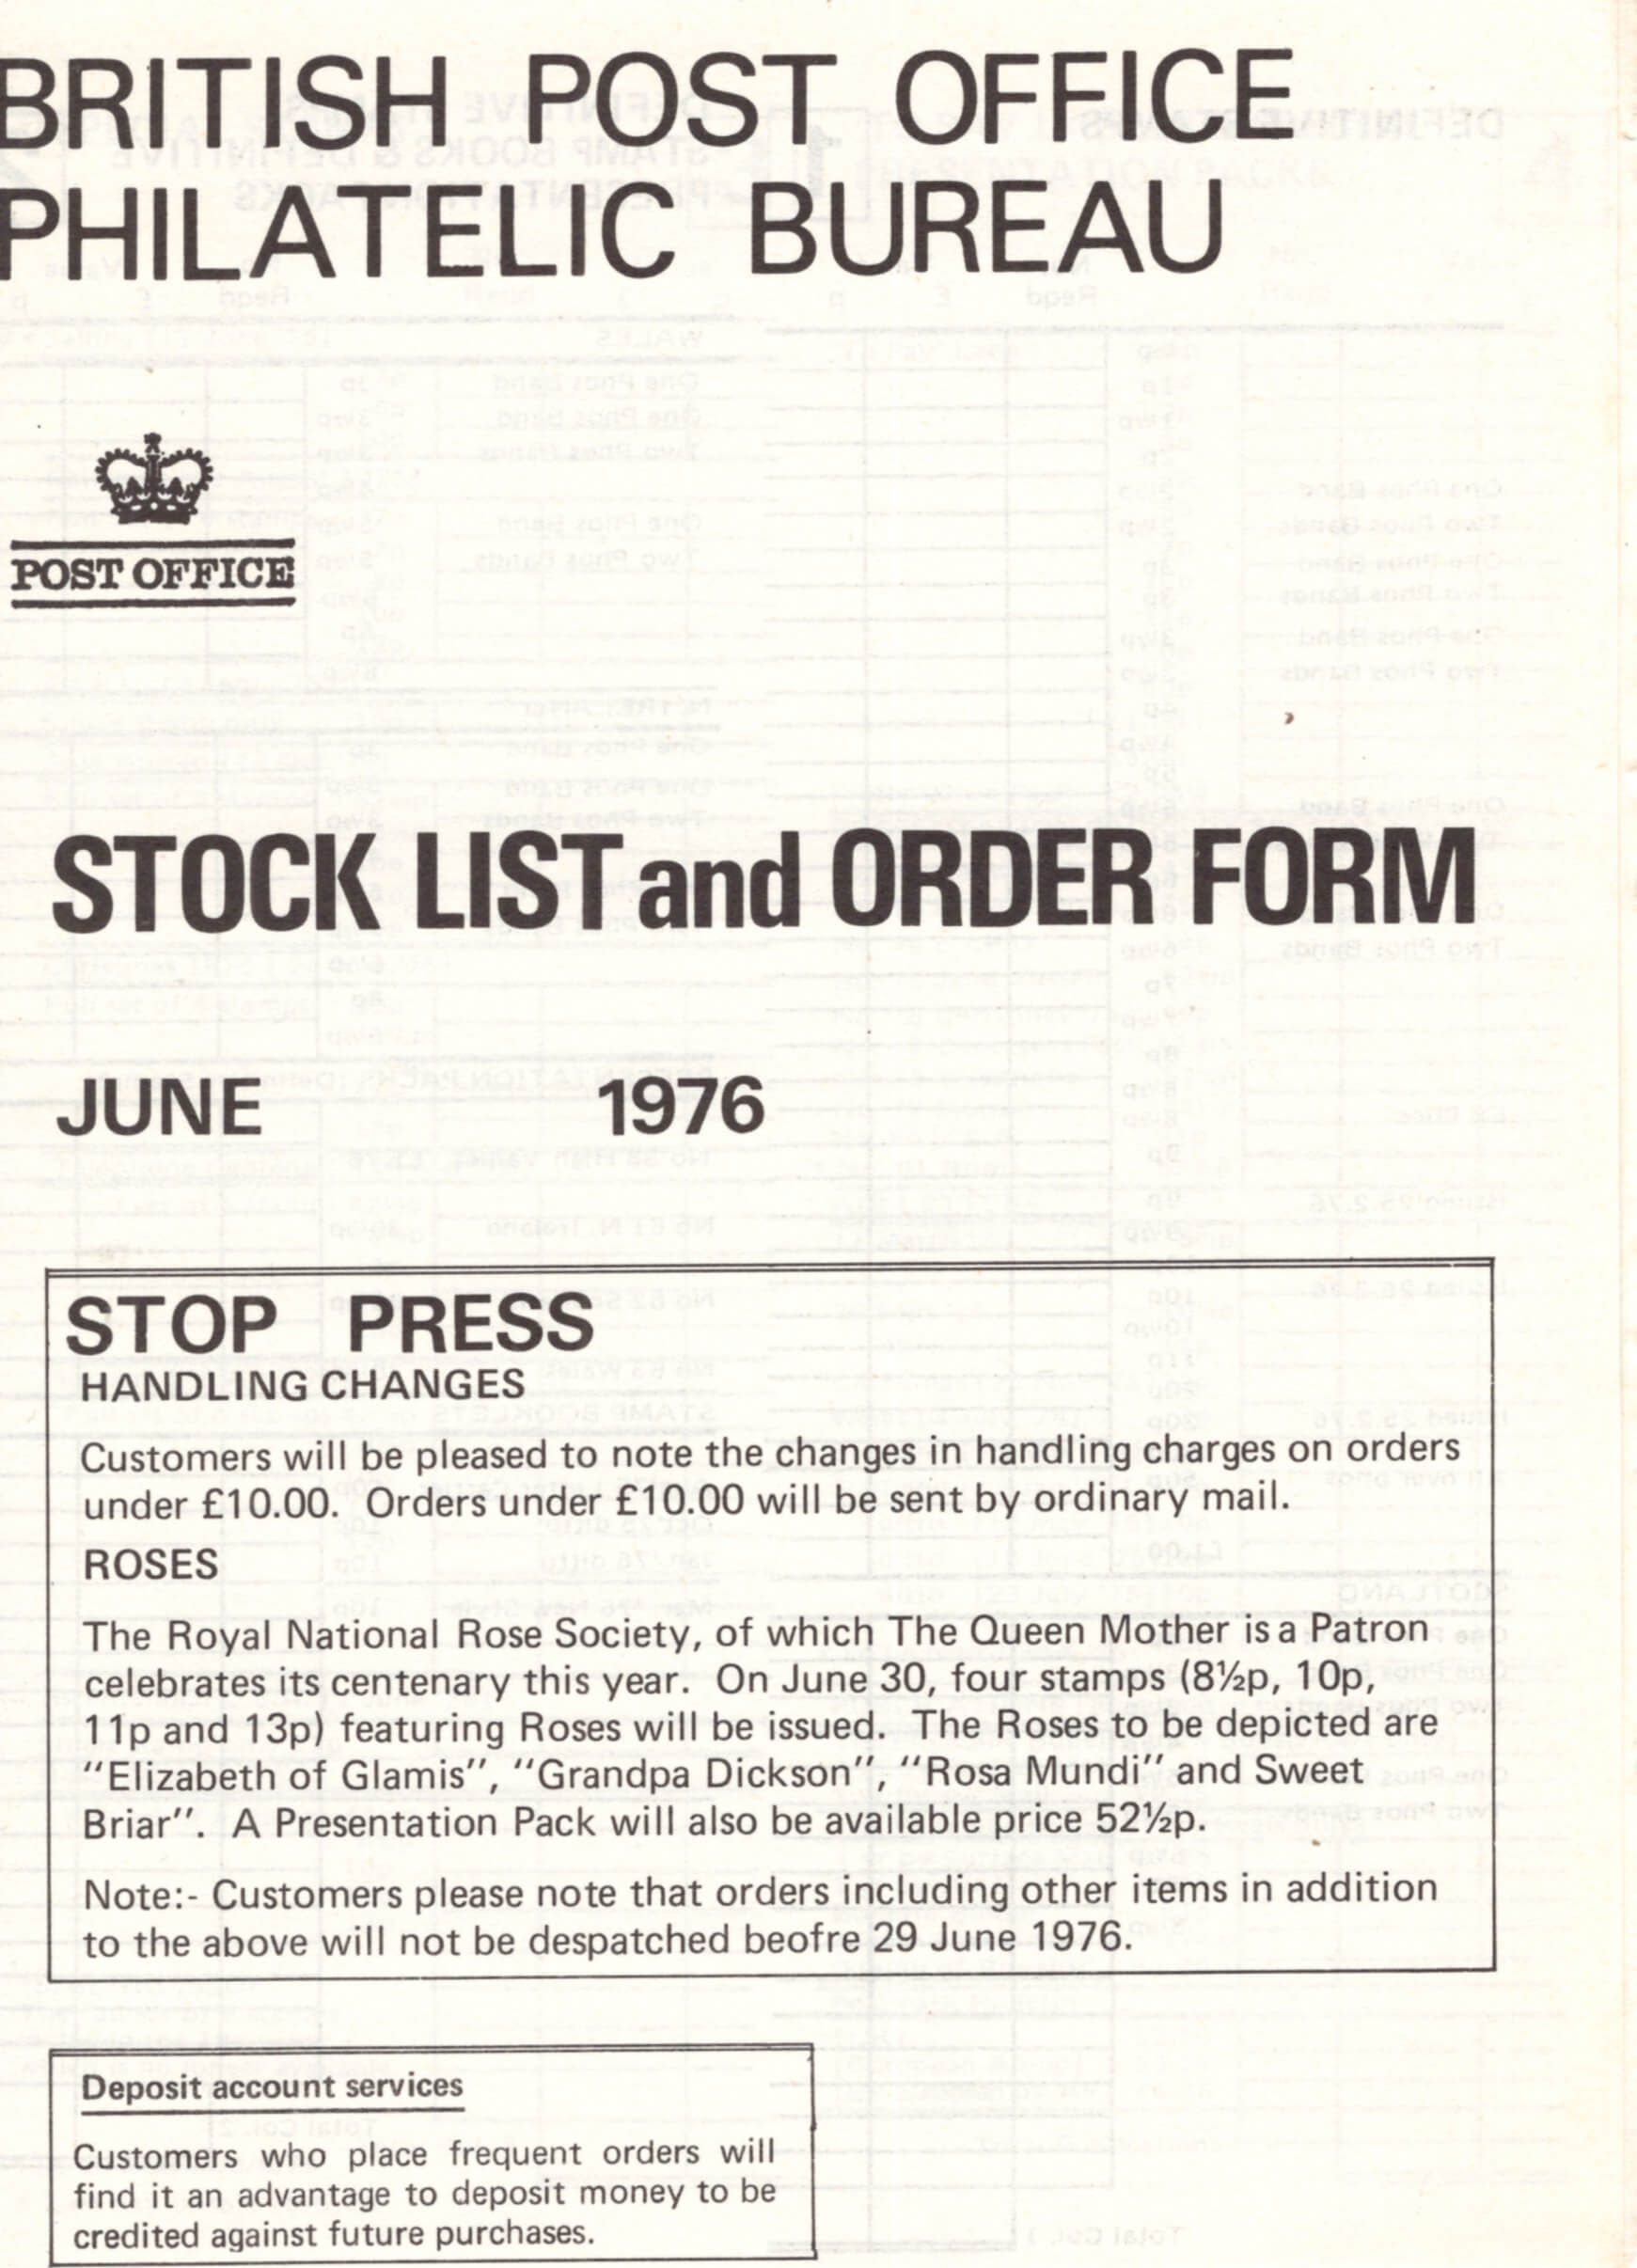 BRITISH POST OFFICE
PHILATELIC BUREAU
POST OFFICE
STOCK LIST and ORDER FORM
JUNE 1976
STOP PRESS
HANDLING CHANGES
Customers will be pleased to note the changes in handling charges on orders
under £10.00. Orders under £10.00 will be sent by ordinary mail.
ROSES
The Royal National Rose Society, of which The Queen Mother is a Patron
celebrates its centenary this year. On June 30, four stamps (8½p, 10p,
11p and 13p) featuring Roses will be issued. The Roses to be depicted are
"Elizabeth of Glamis", "Grandpa Dickson", "Rosa Mundi" and Sweet
Briar". A Presentation Pack will also be available price 52½p.
Note:- Customers please note that orders including other items in addition
to the above will not be despatched beofre 29 June 1976.
Deposit account services
Customers who place frequent orders will
find it an advantage to deposit money to be
credited against future purchases.